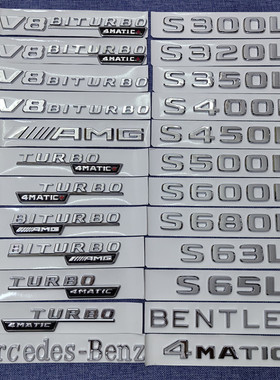 V8 BITURBO
4MATIC+
S300L
V8 BITURBO
4MATIC+
S320L
V8 BITURBO
S350L
V8 BITURBO
S400L
AMG
S450L
TURBO
4MATIC+
S500L
TURBO
4MATIC+
S600L
BITURBO
AMG
S680L
BITURBO
4MATIC+
S63L
TURBO
4MATIC
S65L
TURBO
4MATIC
BENTLE
ercedes-Benz
4MATIC